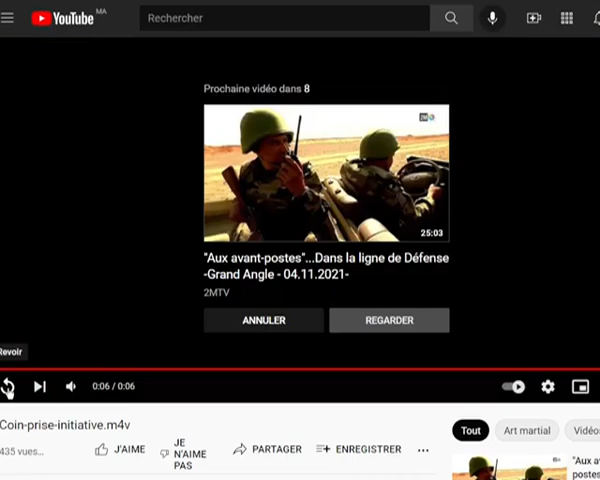 YouTube MA
Rechercher
Prochaine vidéo dans 8
2M
25:03
"Aux avant-postes"...Dans la ligne de Défense
-Grand Angle - 04.11.2021-
2MTV
ANNULER
REGARDER
Revoir
0:06 / 0:06
Coin-prise-initiative.m4v
435 vues...
J'AIME
JE
N'AIME
PAS
PARTAGER
ENREGISTRER
Tout
Art martial
Vidéo
"Aux av
postes